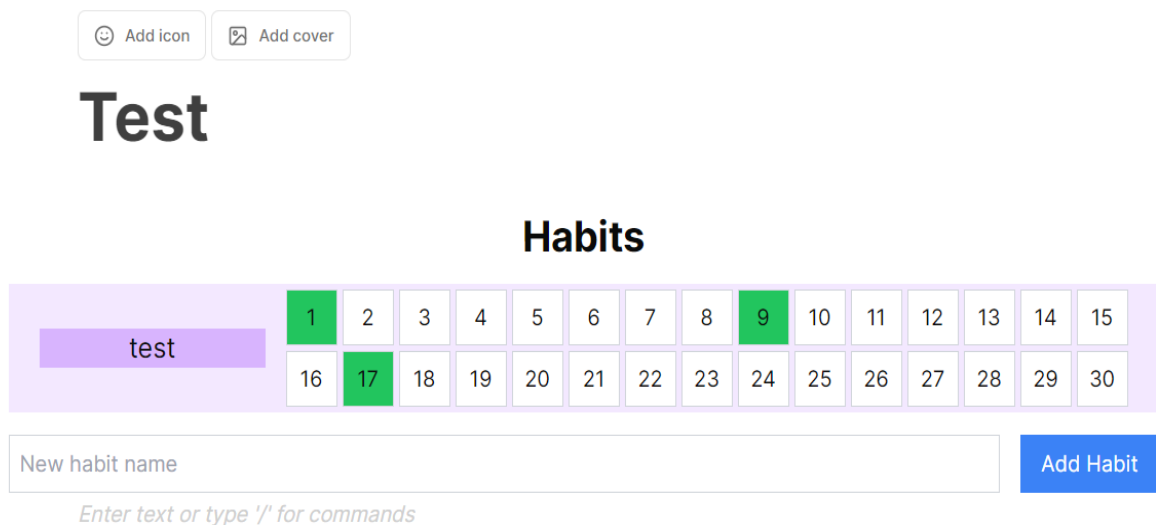 Add icon Add cover
Test
Habits
test
1 2 3 4 5 6 7 8 9 10 11 12 13 14 15
16 17 18 19 20 21 22 23 24 25 26 27 28 29 30
New habit name Add Habit
Enter text or type '/' for commands